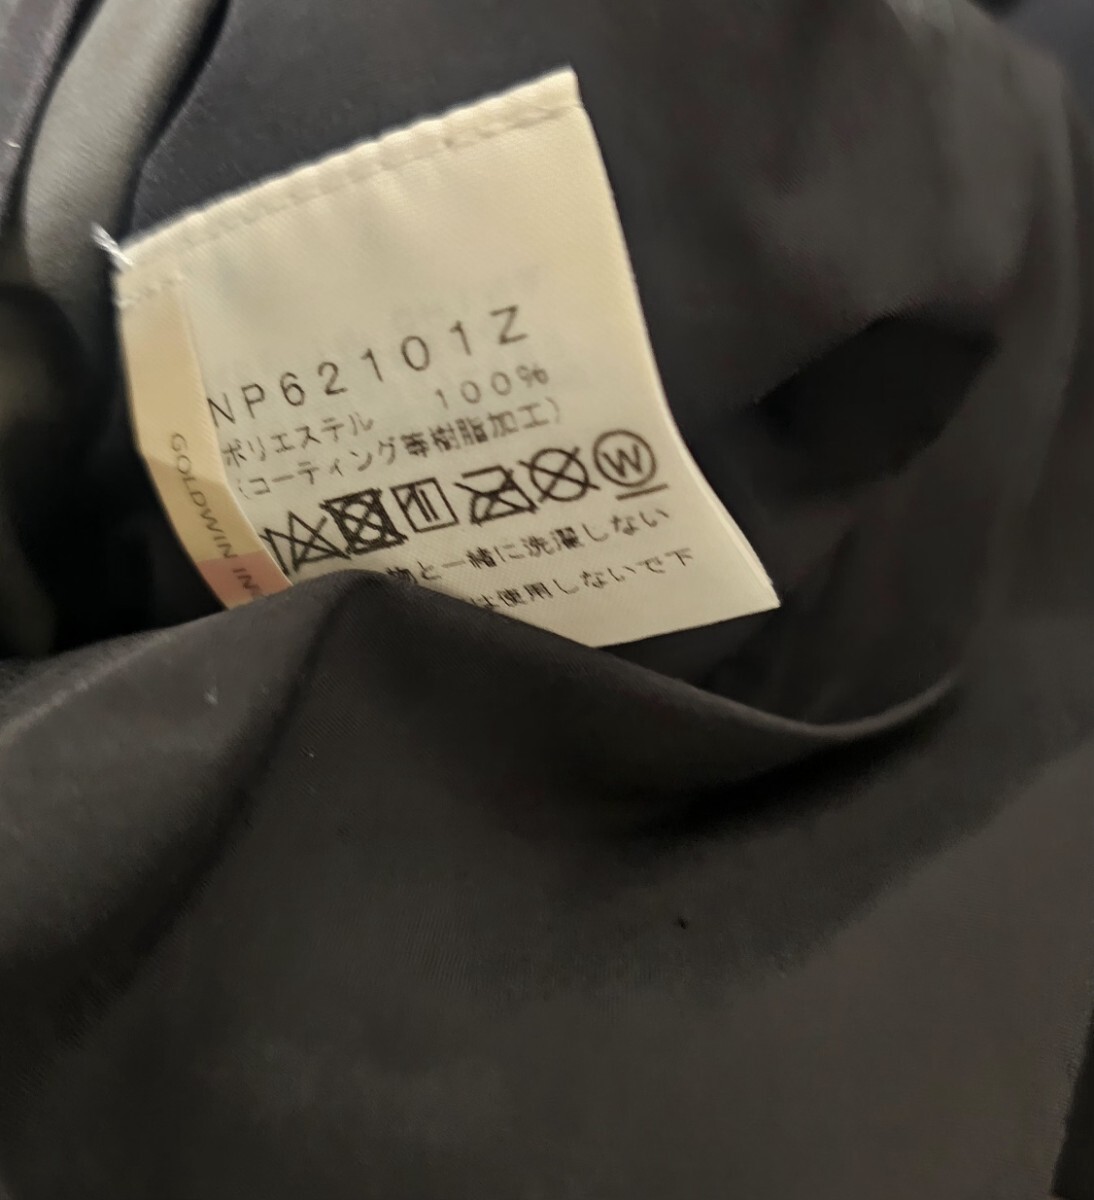 NP62101Z
ポリエステル 100%
(コーティング等樹脂加工)
W
物と一緒に洗濯しない
は使用しないで下
GOLDWIN IN